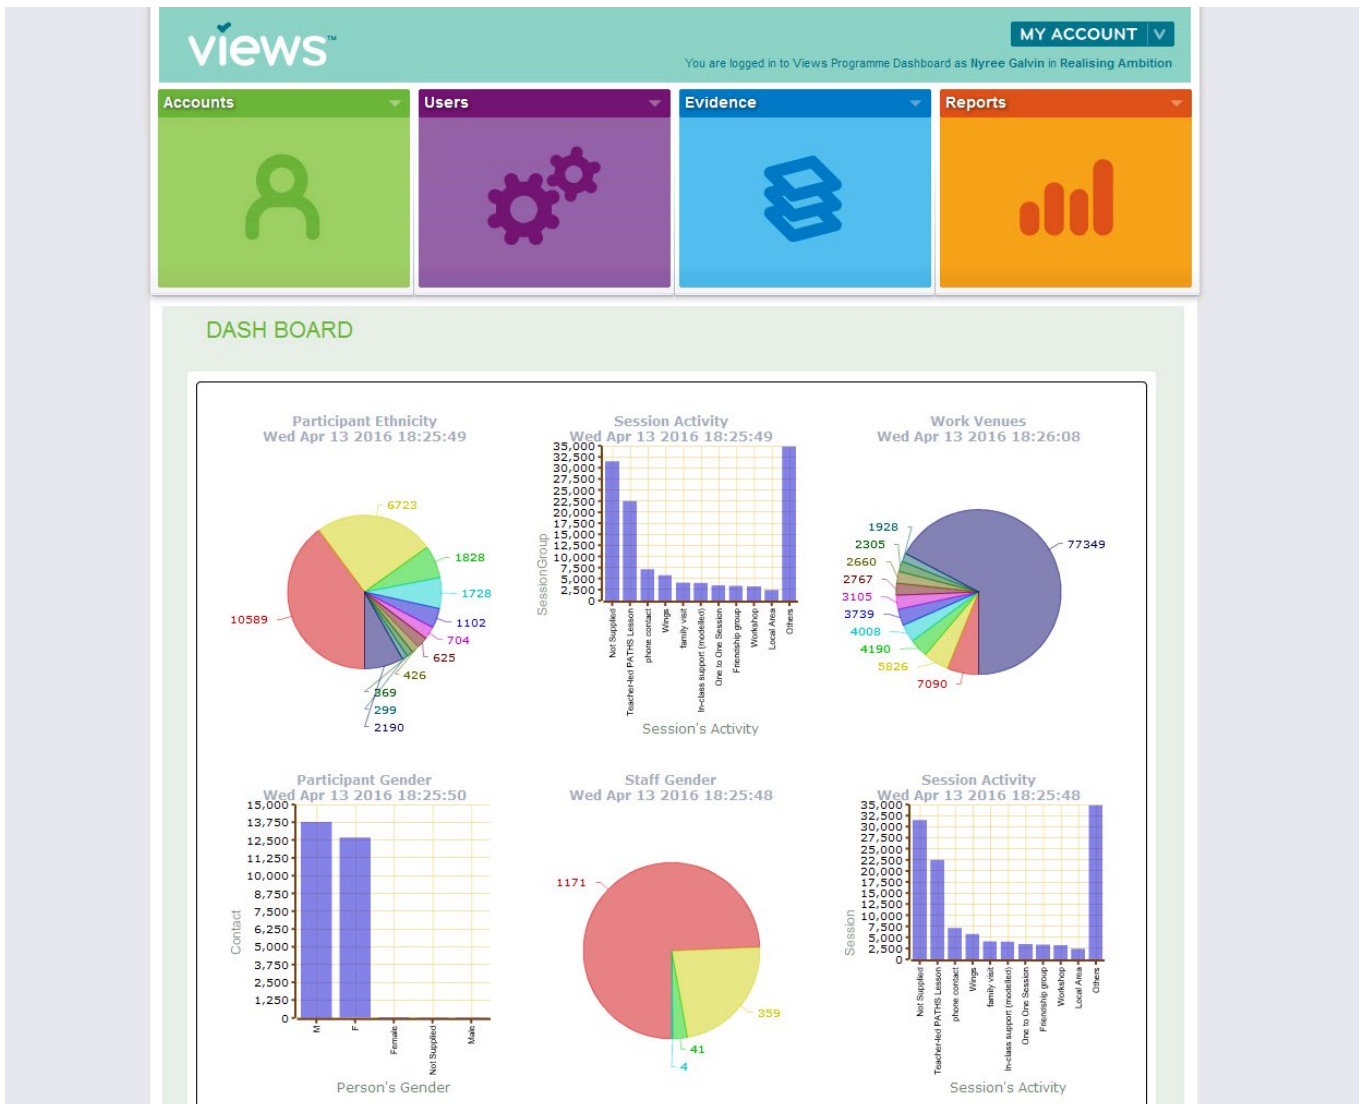 views™
MY ACCOUNT V
You are logged in to Views Programme Dashboard as Nyree Galvin in Realising Ambition
Accounts
Users
Evidence
Reports
DASH BOARD
Participant Ethnicity
Wed Apr 13 2016 18:25:49
6723
1828
1728
1102
704
625
426
369
299
2190
10589
Session Activity
Wed Apr 13 2016 18:25:49
35,000
32,500
30,000
27,500
25,000
22,500
20,000
17,500
15,000
12,500
10,000
7,500
5,000
2,500
0
SessionGroup
Not Supplied
Teacher-led PATHS Lesson
phone contact
Wings
family visit
In-class support (modelled)
One to One Session
Friendship group
Workshop
Local Area
Others
Session's Activity
Work Venues
Wed Apr 13 2016 18:26:08
1928
2305
2660
2767
3105
3739
4008
4190
5826
7090
77349
Participant Gender
Wed Apr 13 2016 18:25:50
15,000
13,750
12,500
11,250
10,000
8,750
7,500
6,250
5,000
3,750
2,500
1,250
0
Contact
M
F
Female
Not Supplied
Male
Person's Gender
Staff Gender
Wed Apr 13 2016 18:25:48
1171
359
41
4
Session Activity
Wed Apr 13 2016 18:25:48
35,000
32,500
30,000
27,500
25,000
22,500
20,000
17,500
15,000
12,500
10,000
7,500
5,000
2,500
0
Session
Not Supplied
Teacher-led PATHS Lesson
phone contact
Wings
family visit
In-class support (modelled)
One to One Session
Friendship group
Workshop
Local Area
Others
Session's Activity